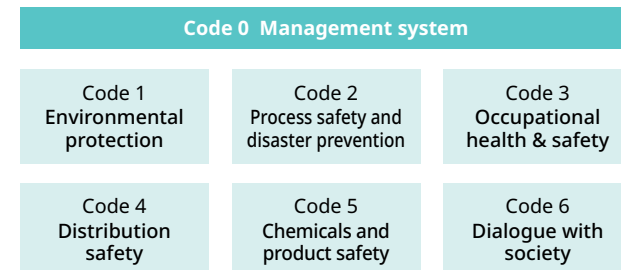 Code 0 Management system
Code 1
Environmental
protection
Code 2
Process safety and
disaster prevention
Code 3
Occupational
health & safety
Code 4
Distribution
safety
Code 5
Chemicals and
product safety
Code 6
Dialogue with
society